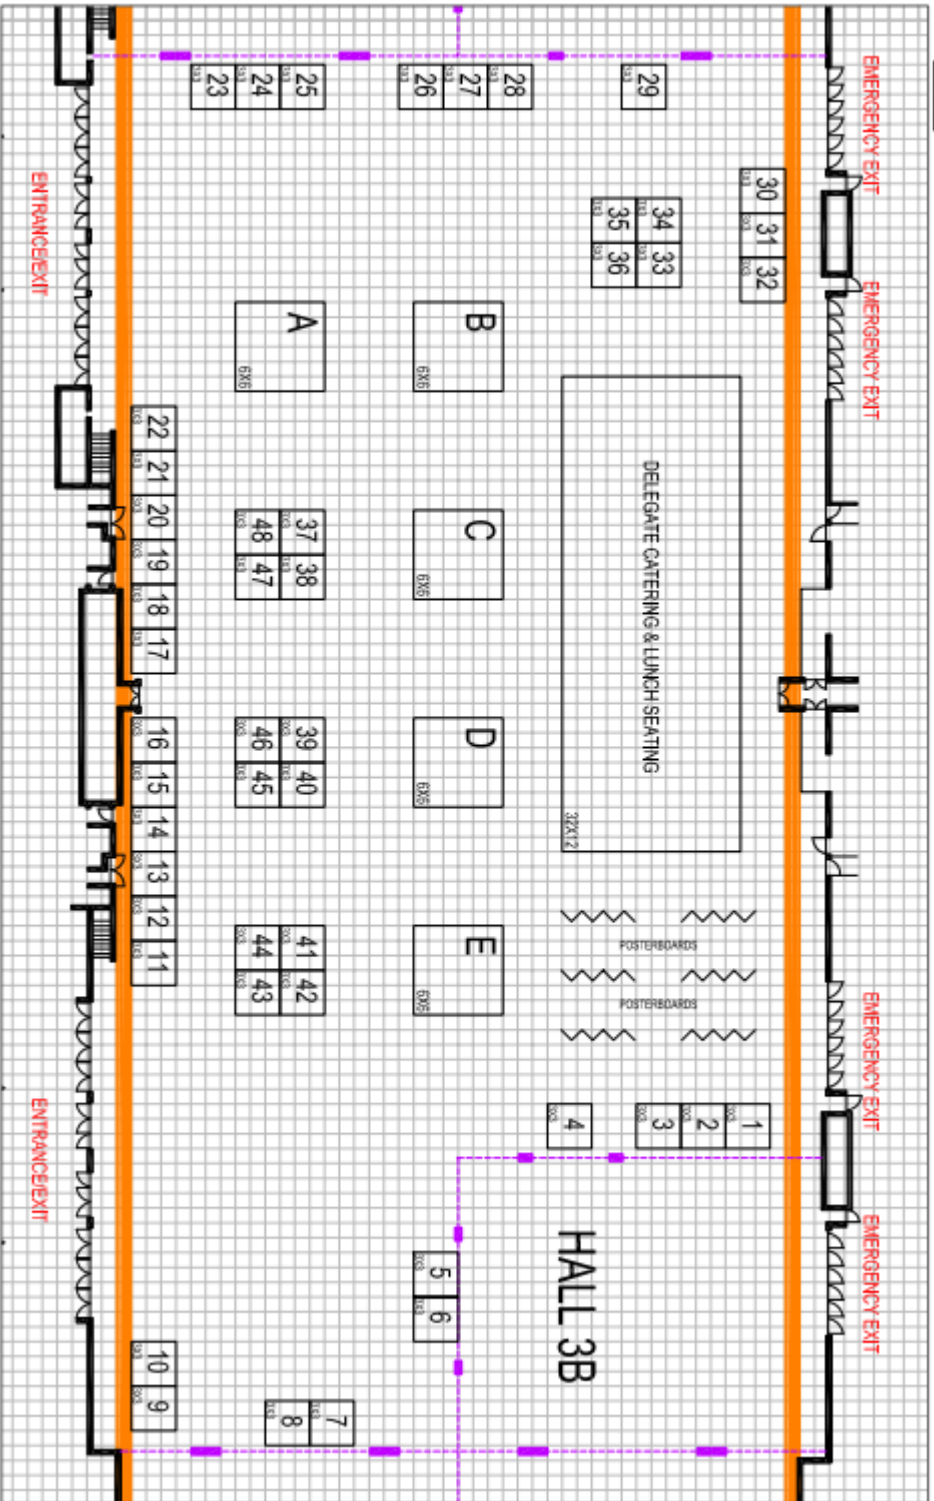 EMERGENCY EXIT
EMERGENCY EXIT
EMERGENCY EXIT
EMERGENCY EXIT
30 31 32
29
34 33
35 36
28
27
26
25
24
23
DELEGATE CATERING & LUNCH SEATING
32X12
POSTERBOARDS
POSTERBOARDS
1
2
3
4
HALL 3B
B
6X6
C
6X6
D
6X6
E
6X6
5 6
A
6X6
37 38
48 47
39 40
46 45
41 42
44 43
7
8
22 21 20 19 18 17
16 15 14 13 12 11
10 9
ENTRANCE/EXIT
ENTRANCE/EXIT